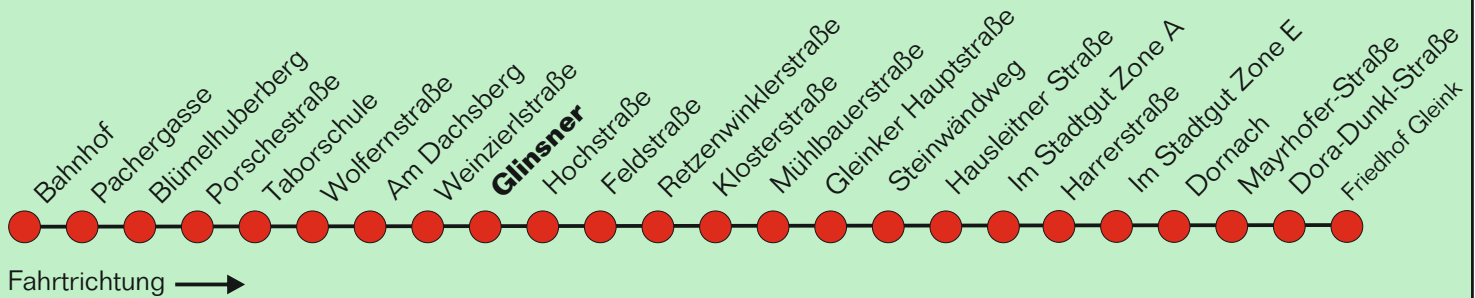 Bahnhof
Pachergasse
Blümelhuberberg
Porschestraße
Taborschule
Wolfernstraße
Am Dachsberg
Weinzierlstraße
Glinsner
Hochstraße
Feldstraße
Retzenwinklerstraße
Klosterstraße
Mühlbauerstraße
Gleinker Hauptstraße
Steinwändweg
Hausleitner Straße
Im Stadtgut Zone A
Harrerstraße
Im Stadtgut Zone E
Dornach
Mayrhofer-Straße
Dora-Dunkl-Straße
Friedhof Gleink
Fahrtrichtung